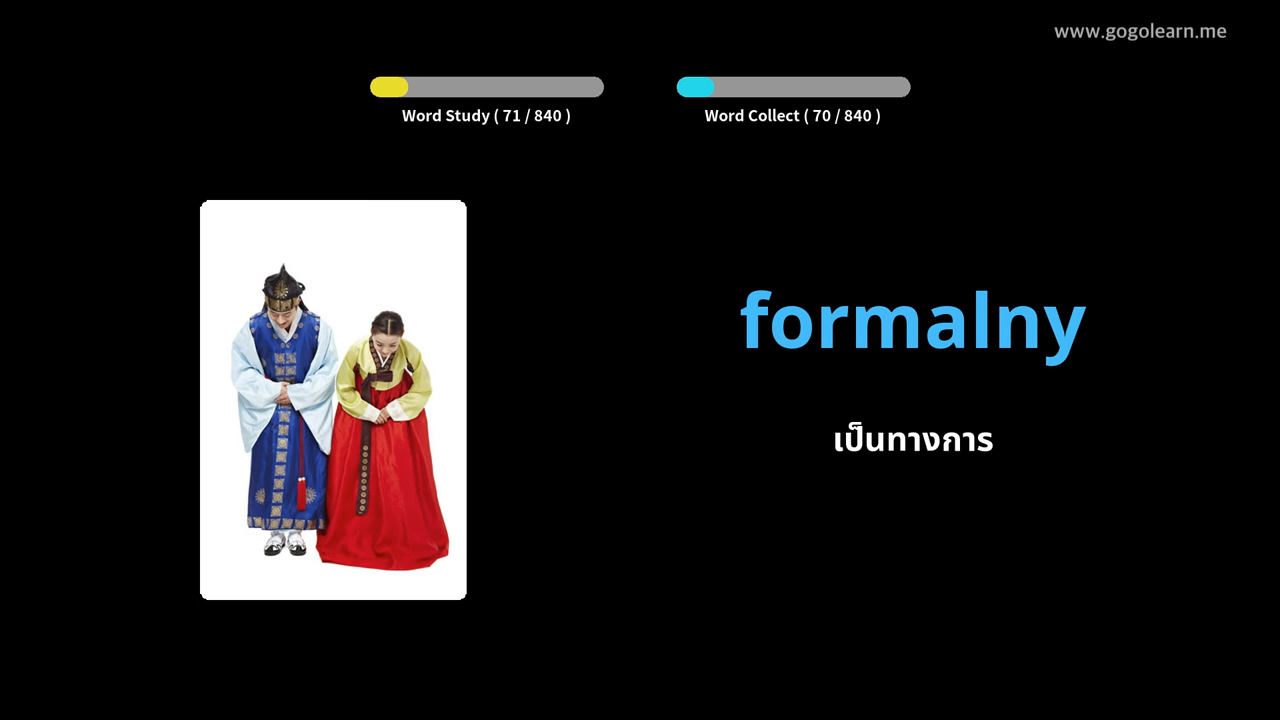 www.gogolearn.me
Word Study ( 71 / 840 )
Word Collect ( 70 / 840 )
formalny
เป็นทางการ